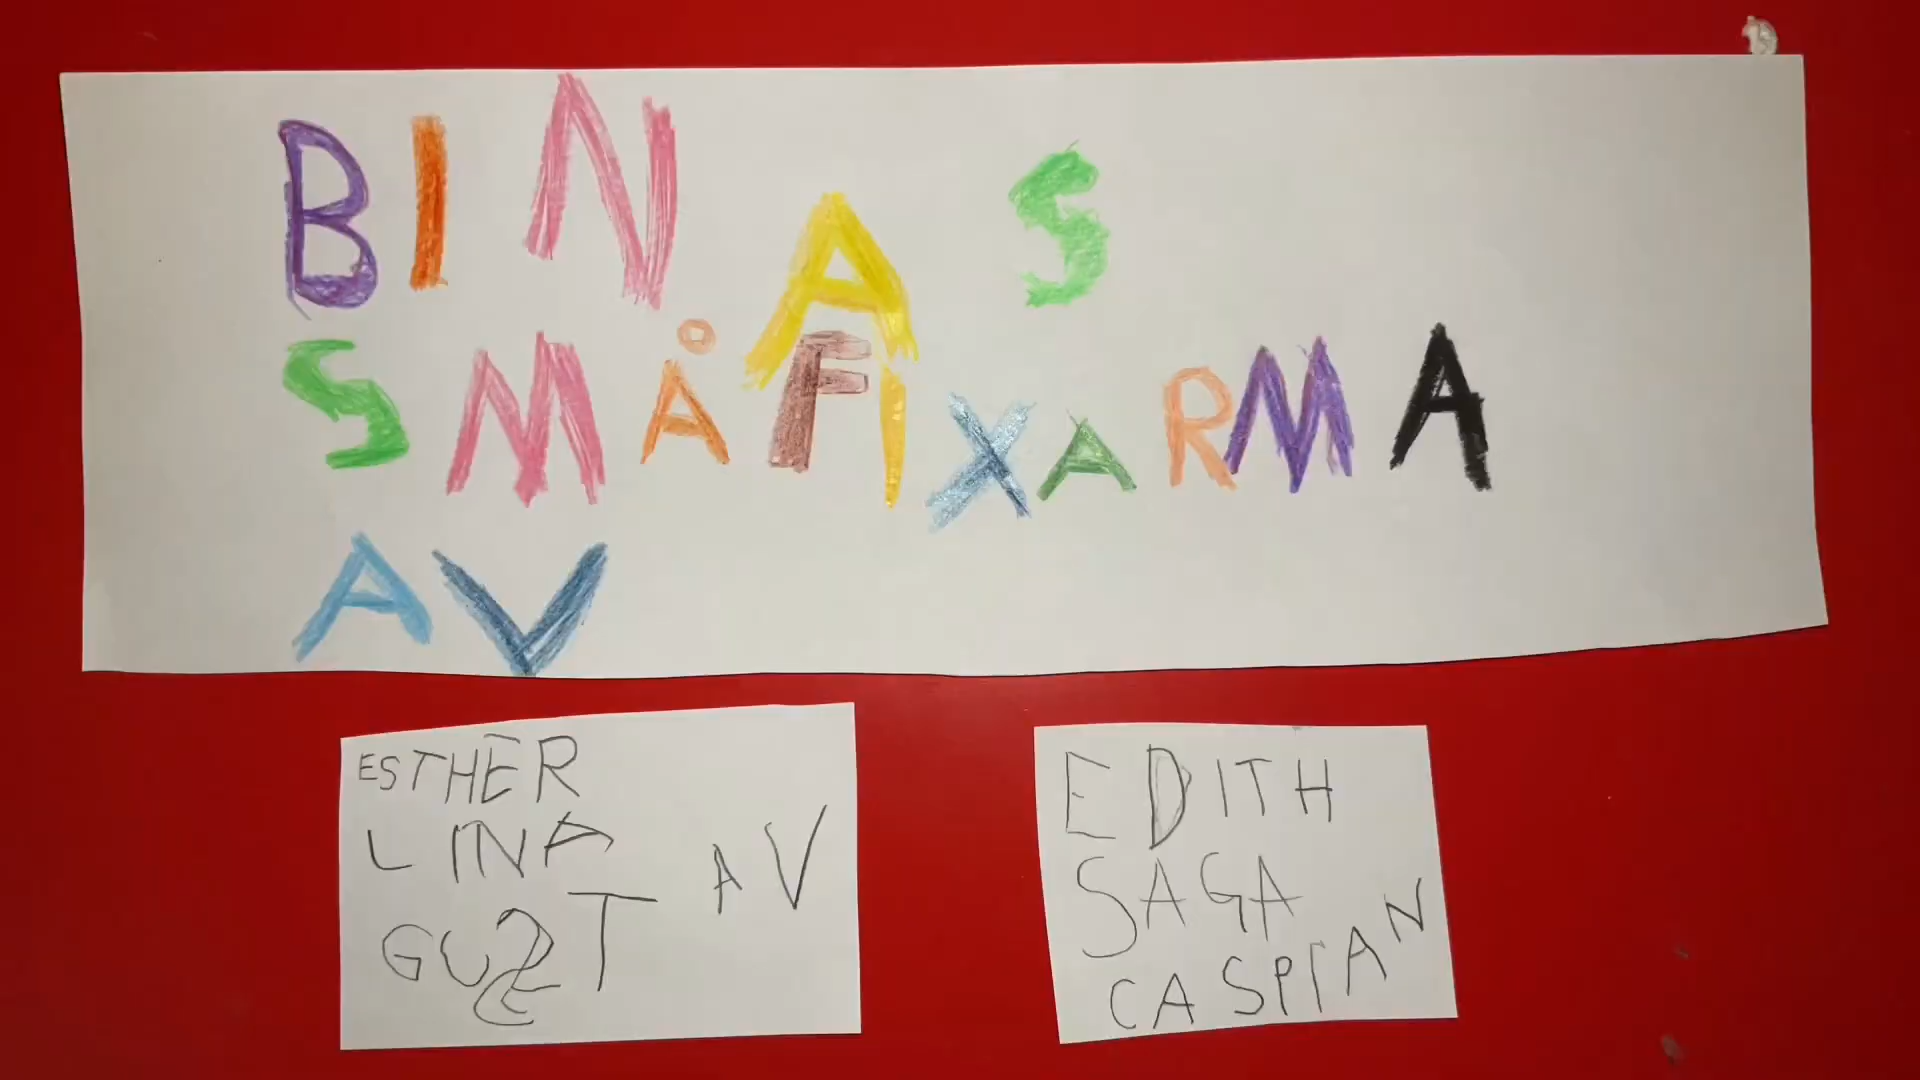 BINAS
SMÅFIXARMA
AV
ESTHER
LINA
AV
EDITH
SAGA
CASPIAN